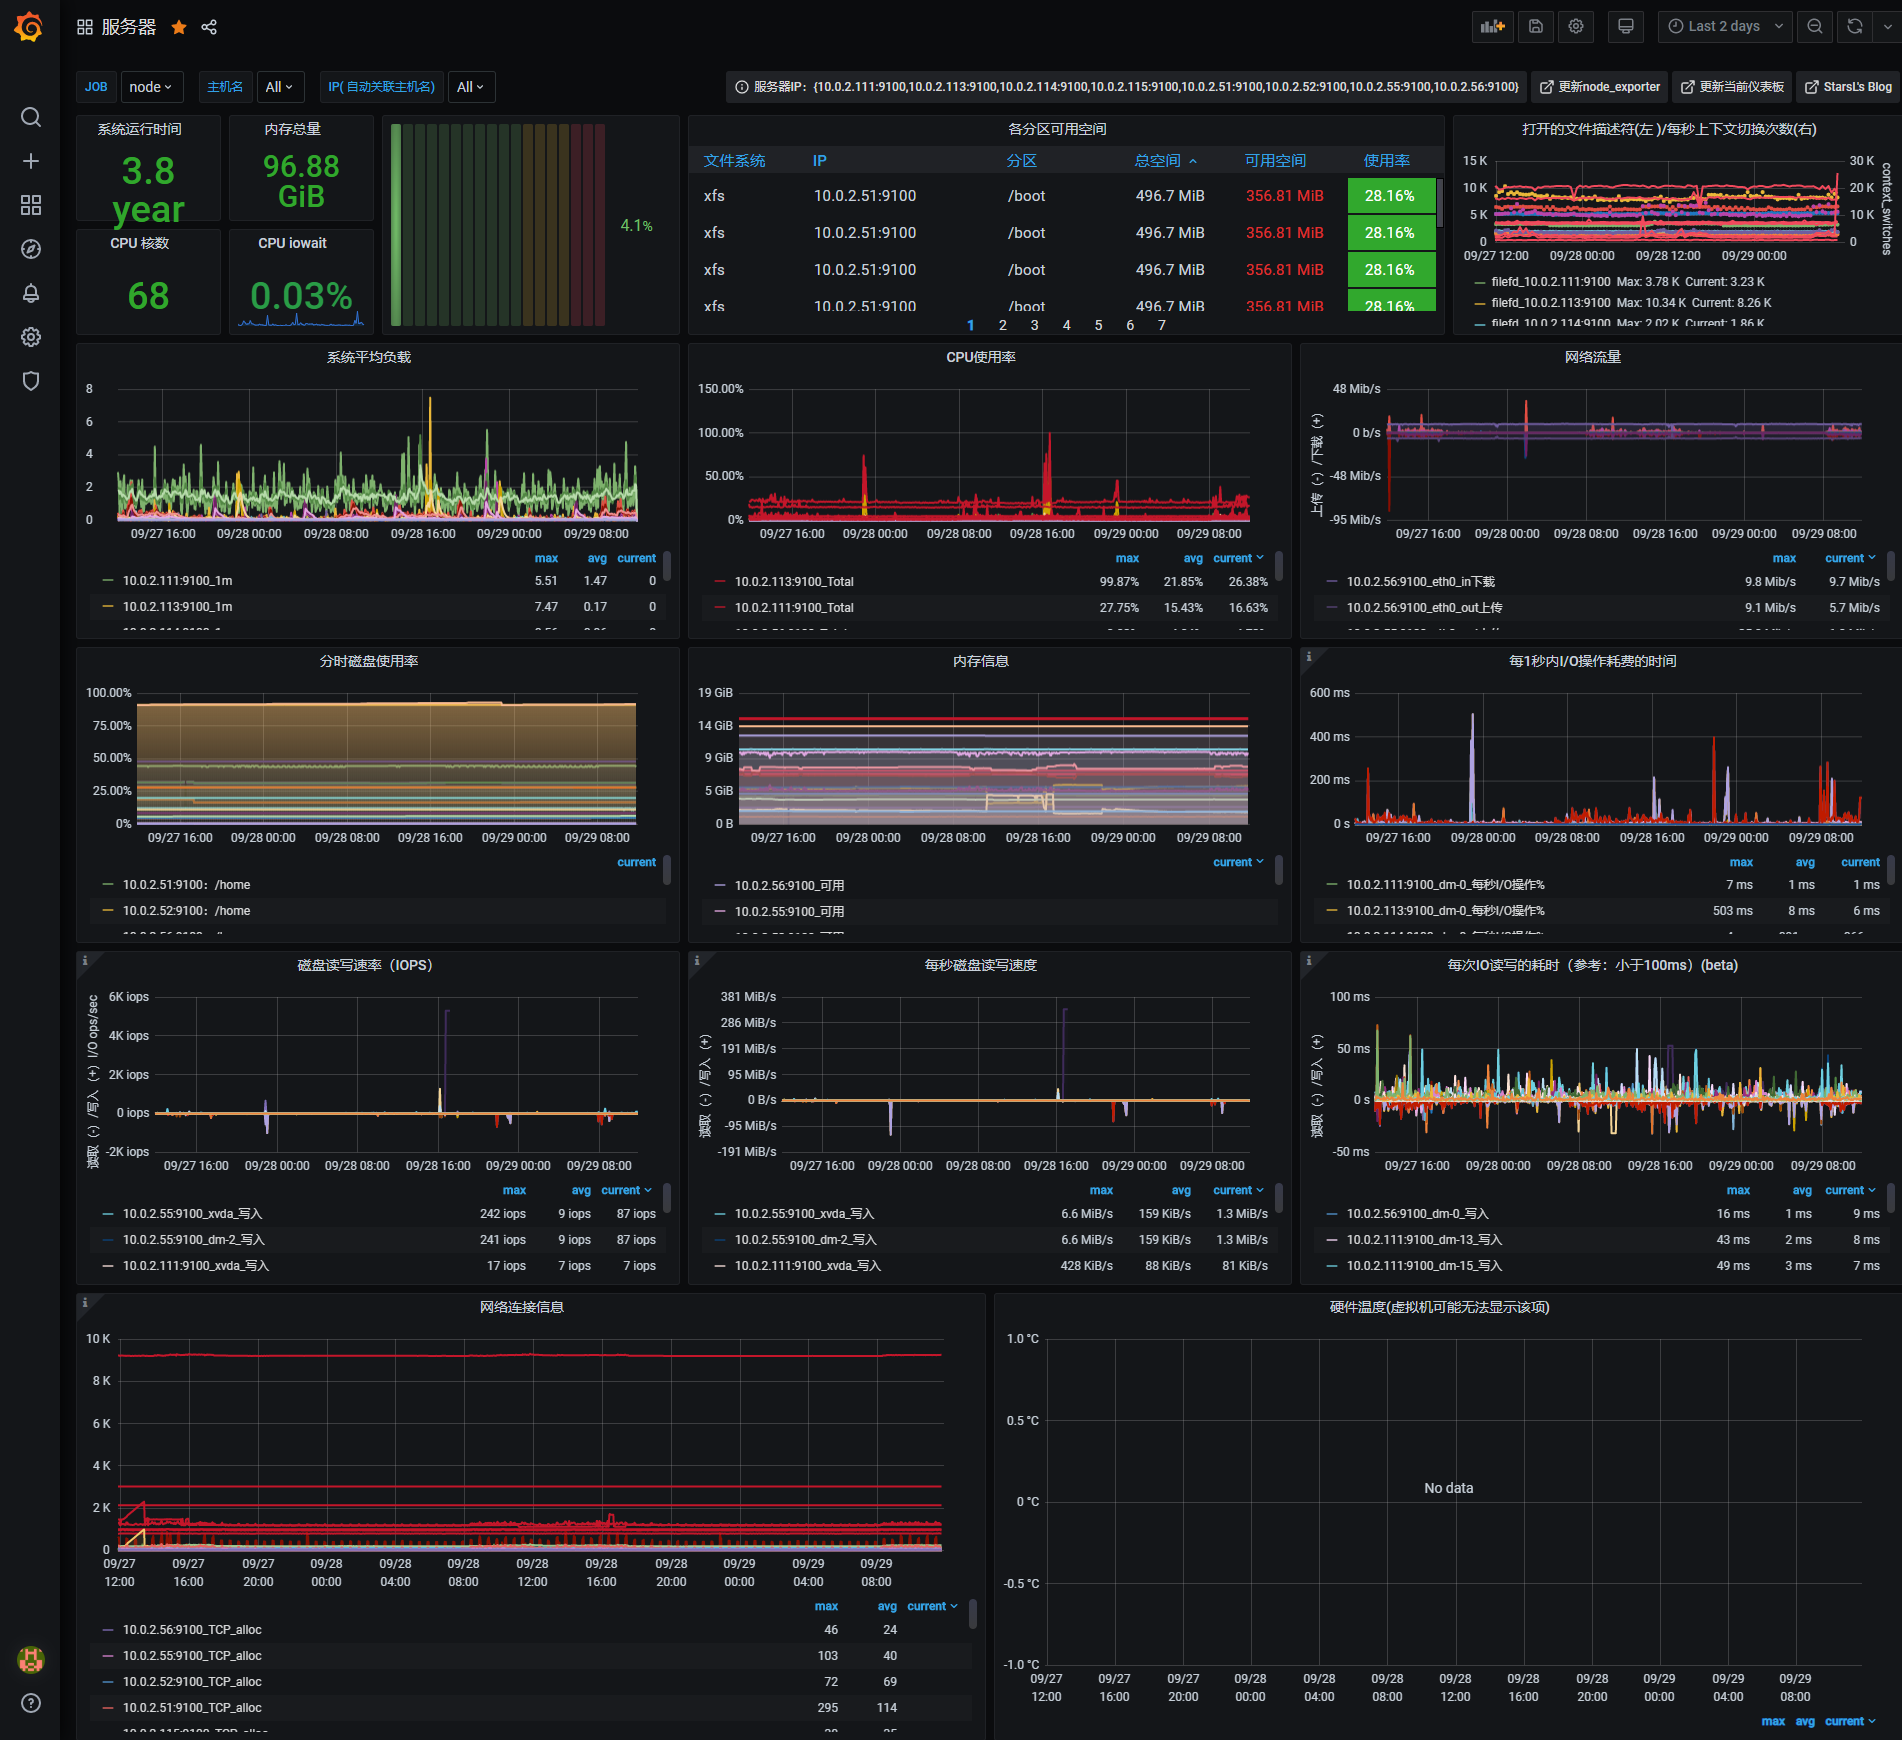 服务器
Last 2 days
JOB node 主机名 All IP( 自动关联主机名) All
服务器IP：{10.0.2.111:9100,10.0.2.113:9100,10.0.2.114:9100,10.0.2.115:9100,10.0.2.51:9100,10.0.2.52:9100,10.0.2.55:9100,10.0.2.56:9100}
更新node_exporter
更新当前仪表板
StarsL's Blog
系统运行时间
3.8
year
内存总量
96.88
GiB
CPU 核数
68
CPU iowait
0.03%
4.1%
各分区可用空间
文件系统 IP 分区 总空间 可用空间 使用率
xfs 10.0.2.51:9100 /boot 496.7 MiB 356.81 MiB 28.16%
xfs 10.0.2.51:9100 /boot 496.7 MiB 356.81 MiB 28.16%
xfs 10.0.2.51:9100 /boot 496.7 MiB 356.81 MiB 28.16%
xfs 10.0.2.51:9100 /boot 496.7 MiB 356.81 MiB 28.16%
1 2 3 4 5 6 7
打开的文件描述符(左 )/每秒上下文切换次数(右)
15 K 30 K
10 K 20 K
5 K 10 K
0 0
context_switches
09/27 12:00 09/28 00:00 09/28 12:00 09/29 00:00
filefd_10.0.2.111:9100 Max: 3.78 K Current: 3.23 K
filefd_10.0.2.113:9100 Max: 10.34 K Current: 8.26 K
filefd_10.0.2.114:9100 Max: 2.02 K Current: 1.86 K
系统平均负载
8
6
4
2
0
09/27 16:00 09/28 00:00 09/28 08:00 09/28 16:00 09/29 00:00 09/29 08:00
max avg current
10.0.2.111:9100_1m 5.51 1.47 0
10.0.2.113:9100_1m 7.47 0.17 0
CPU使用率
150.00%
100.00%
50.00%
0%
09/27 16:00 09/28 00:00 09/28 08:00 09/28 16:00 09/29 00:00 09/29 08:00
max avg current
10.0.2.113:9100_Total 99.87% 21.85% 26.38%
10.0.2.111:9100_Total 27.75% 15.43% 16.63%
网络流量
上传（-）/下载（+）
48 Mib/s
0 b/s
-48 Mib/s
-95 Mib/s
09/27 16:00 09/28 00:00 09/28 08:00 09/28 16:00 09/29 00:00 09/29 08:00
max current
10.0.2.56:9100_eth0_in下载 9.8 Mib/s 9.7 Mib/s
10.0.2.56:9100_eth0_out上传 9.1 Mib/s 5.7 Mib/s
分时磁盘使用率
100.00%
75.00%
50.00%
25.00%
0%
09/27 16:00 09/28 00:00 09/28 08:00 09/28 16:00 09/29 00:00 09/29 08:00
current
10.0.2.51:9100：/home
10.0.2.52:9100：/home
内存信息
19 GiB
14 GiB
9 GiB
5 GiB
0 B
09/27 16:00 09/28 00:00 09/28 08:00 09/28 16:00 09/29 00:00 09/29 08:00
current
10.0.2.56:9100_可用
10.0.2.55:9100_可用
每1秒内I/O操作耗费的时间
600 ms
400 ms
200 ms
0 s
09/27 16:00 09/28 00:00 09/28 08:00 09/28 16:00 09/29 00:00 09/29 08:00
max avg current
10.0.2.111:9100_dm-0_每秒I/O操作% 7 ms 1 ms 1 ms
10.0.2.113:9100_dm-0_每秒I/O操作% 503 ms 8 ms 6 ms
磁盘读写速率（IOPS）
读取（-）/写入（+）I/O ops/sec
6K iops
4K iops
2K iops
0 iops
-2K iops
09/27 16:00 09/28 00:00 09/28 08:00 09/28 16:00 09/29 00:00 09/29 08:00
max avg current
10.0.2.55:9100_xvda_写入 242 iops 9 iops 87 iops
10.0.2.55:9100_dm-2_写入 241 iops 9 iops 87 iops
10.0.2.111:9100_xvda_写入 17 iops 7 iops 7 iops
每秒磁盘读写速度
读取（-）/写入（+）
381 MiB/s
286 MiB/s
191 MiB/s
95 MiB/s
0 B/s
-95 MiB/s
-191 MiB/s
09/27 16:00 09/28 00:00 09/28 08:00 09/28 16:00 09/29 00:00 09/29 08:00
max avg current
10.0.2.55:9100_xvda_写入 6.6 MiB/s 159 KiB/s 1.3 MiB/s
10.0.2.55:9100_dm-2_写入 6.6 MiB/s 159 KiB/s 1.3 MiB/s
10.0.2.111:9100_xvda_写入 428 KiB/s 88 KiB/s 81 KiB/s
每次IO读写的耗时（参考：小于100ms）(beta)
读取（-）/写入（+）
100 ms
50 ms
0 s
-50 ms
09/27 16:00 09/28 00:00 09/28 08:00 09/28 16:00 09/29 00:00 09/29 08:00
max avg current
10.0.2.56:9100_dm-0_写入 16 ms 1 ms 9 ms
10.0.2.111:9100_dm-13_写入 43 ms 2 ms 8 ms
10.0.2.111:9100_dm-15_写入 49 ms 3 ms 7 ms
网络连接信息
10 K
8 K
6 K
4 K
2 K
0
09/27 09/27 09/27 09/28 09/28 09/28 09/28 09/28 09/28 09/29 09/29 09/29
12:00 16:00 20:00 00:00 04:00 08:00 12:00 16:00 20:00 00:00 04:00 08:00
max avg current
10.0.2.56:9100_TCP_alloc 46 24
10.0.2.55:9100_TCP_alloc 103 40
10.0.2.52:9100_TCP_alloc 72 69
10.0.2.51:9100_TCP_alloc 295 114
硬件温度(虚拟机可能无法显示该项)
1.0 °C
0.5 °C
0 °C
-0.5 °C
-1.0 °C
No data
09/27 09/27 09/27 09/28 09/28 09/28 09/28 09/28 09/28 09/29 09/29 09/29
12:00 16:00 20:00 00:00 04:00 08:00 12:00 16:00 20:00 00:00 04:00 08:00
max avg current